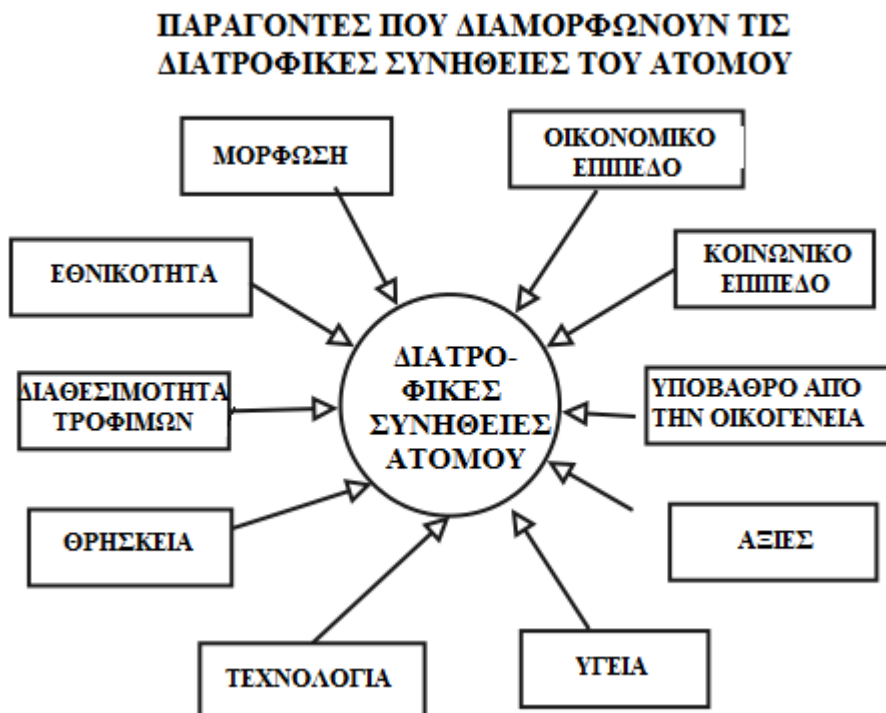 ΠΑΡΑΓΟΝΤΕΣ ΠΟΥ ΔΙΑΜΟΡΦΩΝΟΥΝ ΤΙΣ
ΔΙΑΤΡΟΦΙΚΕΣ ΣΥΝΗΘΕΙΕΣ ΤΟΥ ΑΤΟΜΟΥ
ΜΟΡΦΩΣΗ
ΟΙΚΟΝΟΜΙΚΟ
ΕΠΙΠΕΔΟ
ΕΘΝΙΚΟΤΗΤΑ
ΚΟΙΝΩΝΙΚΟ
ΕΠΙΠΕΔΟ
ΔΙΑΤΡΟ-
ΦΙΚΕΣ
ΣΥΝΗΘΕΙΕΣ
ΑΤΟΜΟΥ
ΔΙΑΘΕΣΙΜΟΤΗΤΑ
ΤΡΟΦΙΜΩΝ
ΥΠΟΒΑΘΡΟ ΑΠΌ
ΤΗΝ ΟΙΚΟΓΕΝΕΙΑ
ΘΡΗΣΚΕΙΑ
ΑΞΙΕΣ
ΤΕΧΝΟΛΟΓΙΑ
ΥΓΕΙΑ